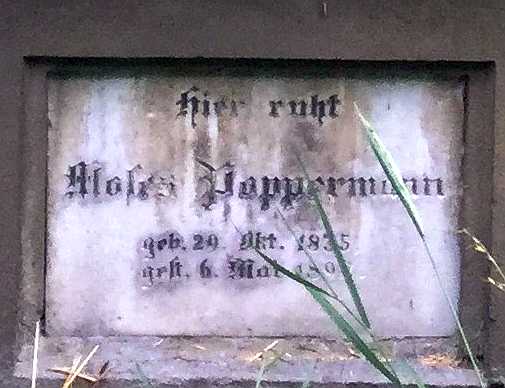 Hier ruht
Moses Poppermann
geb. 29. Okt. 1835
gest. 6. Mai